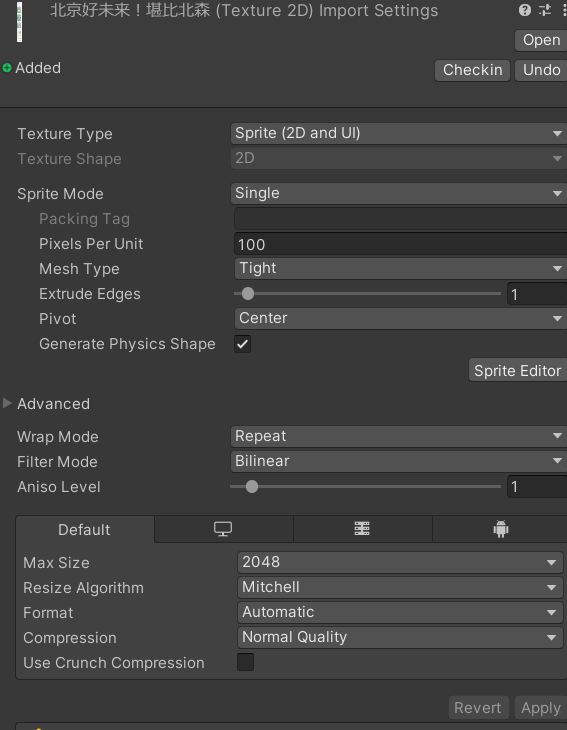 北京好未来！堪比北森 (Texture 2D) Import Settings
Open
Added
Checkin
Undo
Texture Type
Sprite (2D and UI)
Texture Shape
2D
Sprite Mode
Single
Packing Tag
Pixels Per Unit
100
Mesh Type
Tight
Extrude Edges
1
Pivot
Center
Generate Physics Shape
Sprite Editor
Advanced
Wrap Mode
Repeat
Filter Mode
Bilinear
Aniso Level
1
Default
Max Size
2048
Resize Algorithm
Mitchell
Format
Automatic
Compression
Normal Quality
Use Crunch Compression
Revert
Apply